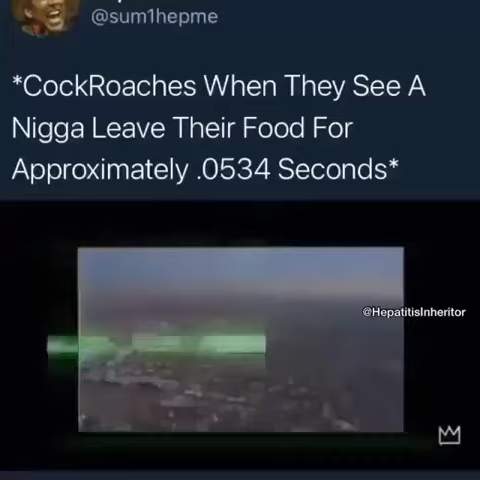 @sum1hepme
*CockRoaches When They See A
Nigga Leave Their Food For
Approximately .0534 Seconds*
@HepatitisInheritor